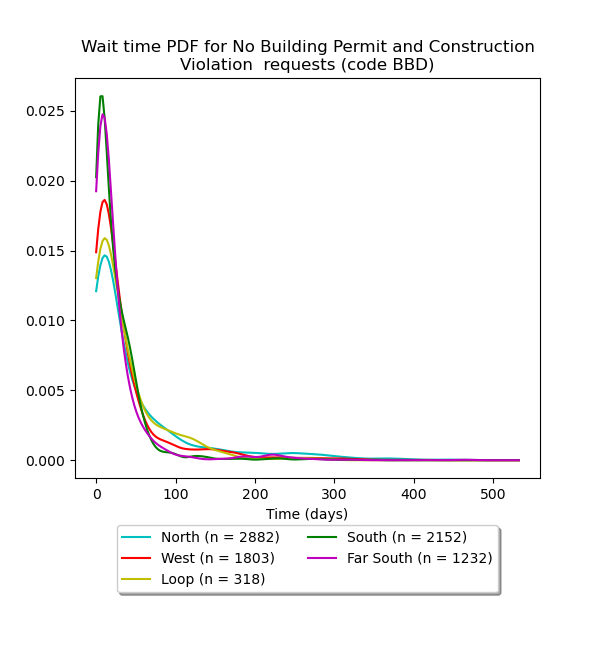 Wait time PDF for No Building Permit and Construction
Violation  requests (code BBD)
0.025
0.020
0.015
0.010
0.005
0.000
0 100 200 300 400 500
Time (days)
North (n = 2882) South (n = 2152)
West (n = 1803) Far South (n = 1232)
Loop (n = 318)